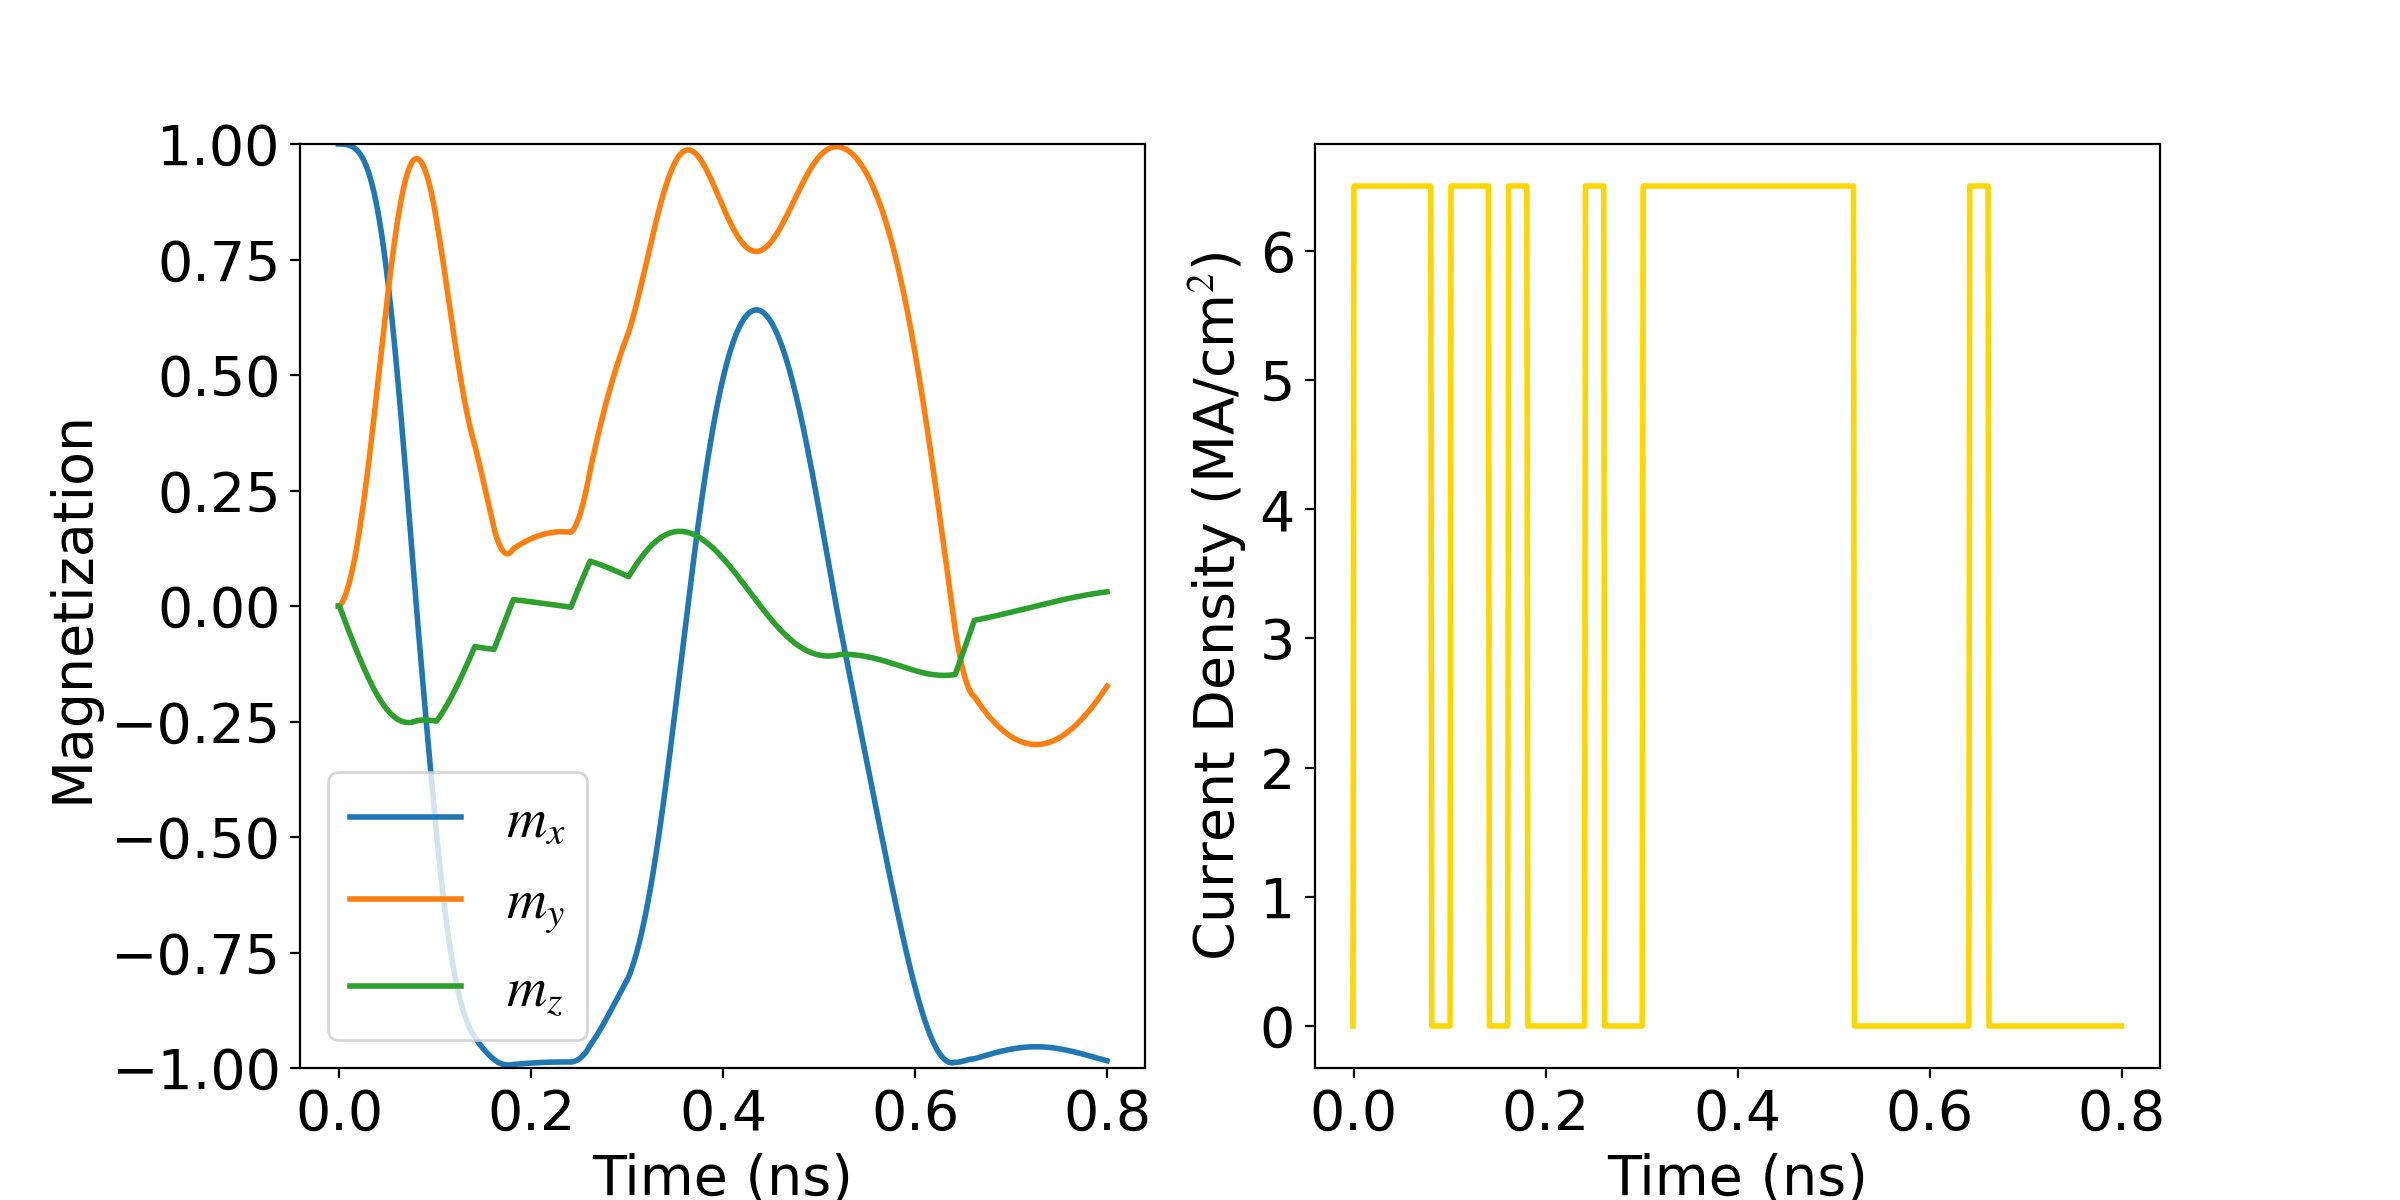 1.00
0.75
0.50
0.25
0.00
−0.25
−0.50
−0.75
−1.00
Magnetization
m_x
m_y
m_z
0.0 0.2 0.4 0.6 0.8
Time (ns)
6
5
4
3
2
1
0
Current Density (MA/cm²)
0.0 0.2 0.4 0.6 0.8
Time (ns)